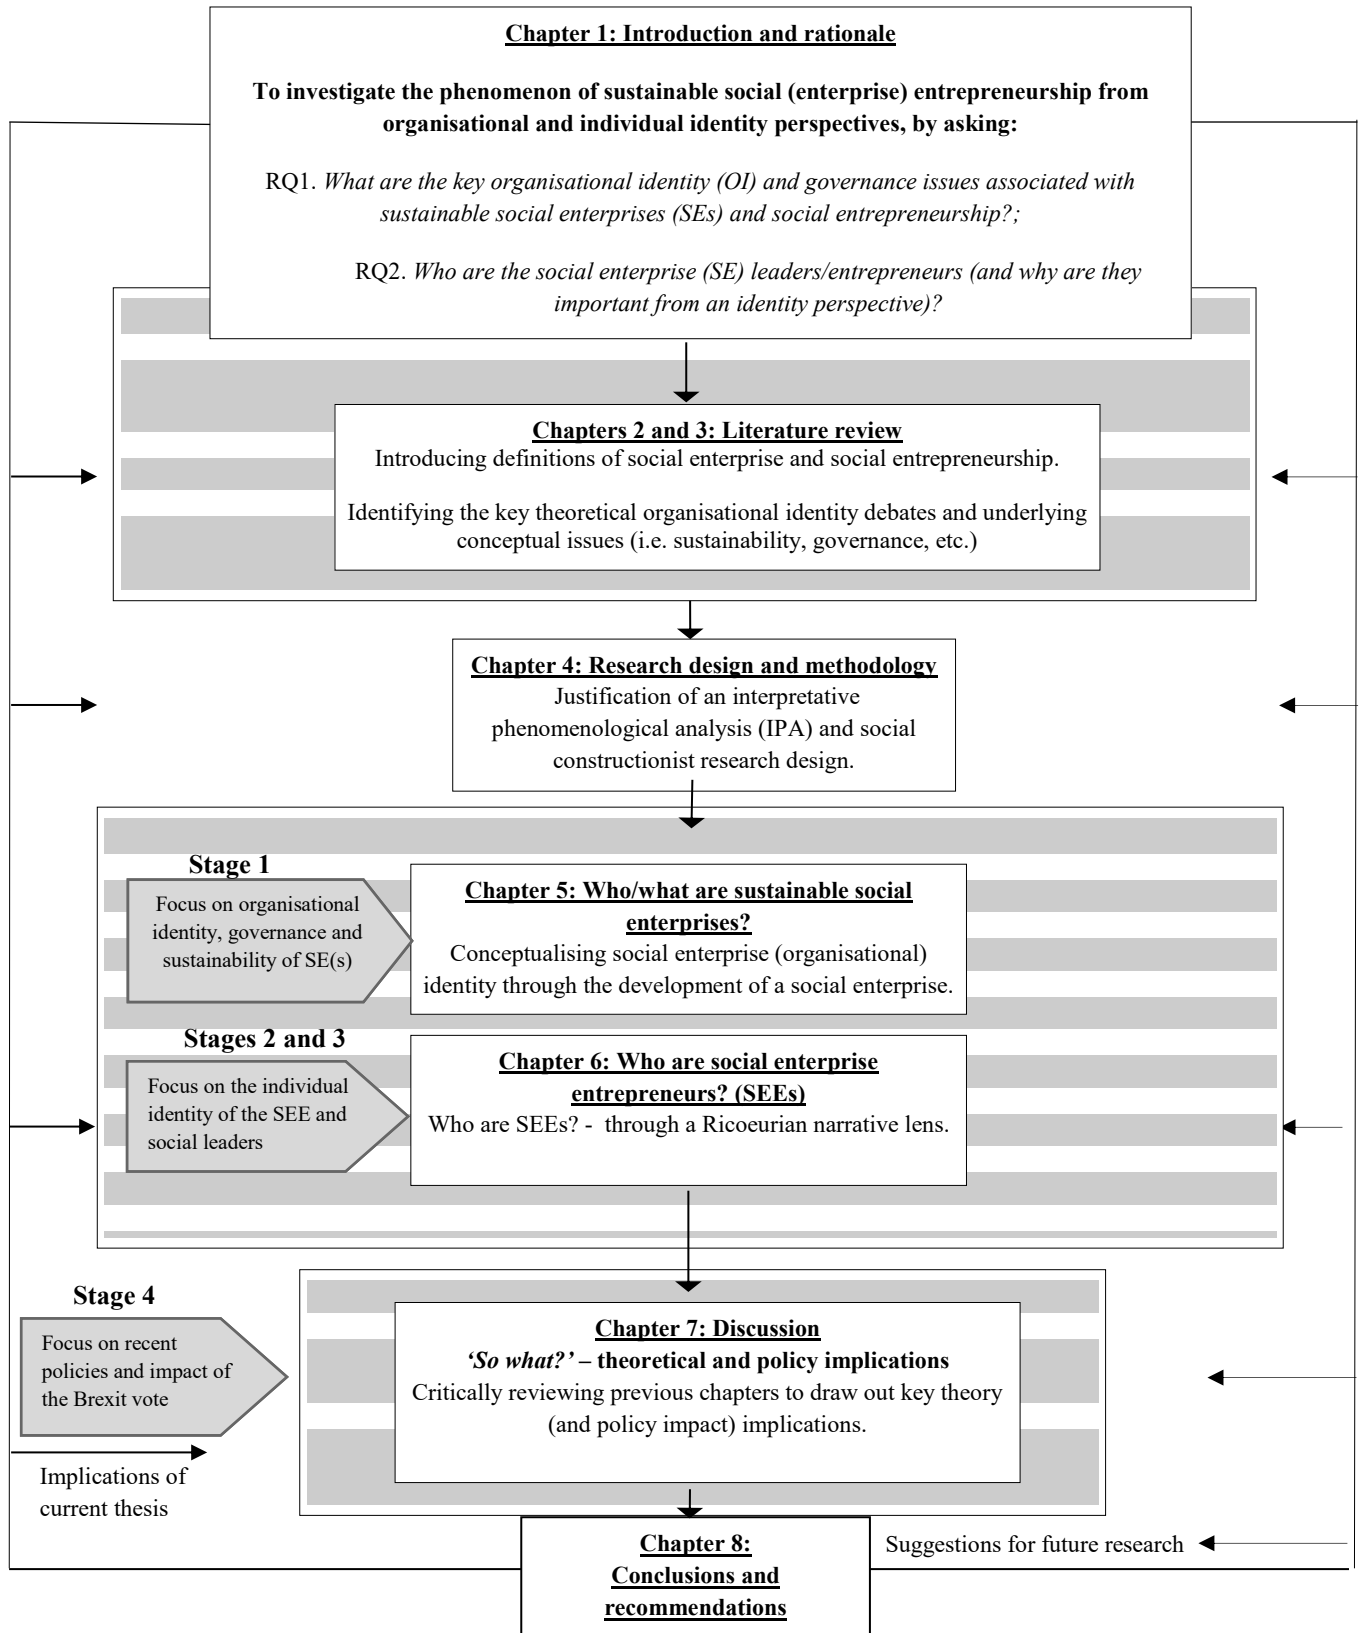 Chapter 1: Introduction and rationale
To investigate the phenomenon of sustainable social (enterprise) entrepreneurship from
organisational and individual identity perspectives, by asking:
RQ1. What are the key organisational identity (OI) and governance issues associated with
sustainable social enterprises (SEs) and social entrepreneurship?;
RQ2. Who are the social enterprise (SE) leaders/entrepreneurs (and why are they
important from an identity perspective)?
Chapters 2 and 3: Literature review
Introducing definitions of social enterprise and social entrepreneurship.
Identifying the key theoretical organisational identity debates and underlying
conceptual issues (i.e. sustainability, governance, etc.)
Chapter 4: Research design and methodology
Justification of an interpretative
phenomenological analysis (IPA) and social
constructionist research design.
Stage 1
Focus on organisational
identity, governance and
sustainability of SE(s)
Chapter 5: Who/what are sustainable social
enterprises?
Conceptualising social enterprise (organisational)
identity through the development of a social enterprise.
Stages 2 and 3
Focus on the individual
identity of the SEE and
social leaders
Chapter 6: Who are social enterprise
entrepreneurs? (SEEs)
Who are SEEs? - through a Ricoeurian narrative lens.
Stage 4
Focus on recent
policies and impact of
the Brexit vote
Chapter 7: Discussion
‘So what?’ – theoretical and policy implications
Critically reviewing previous chapters to draw out key theory
(and policy impact) implications.
Implications of
current thesis
Chapter 8:
Conclusions and
recommendations
Suggestions for future research